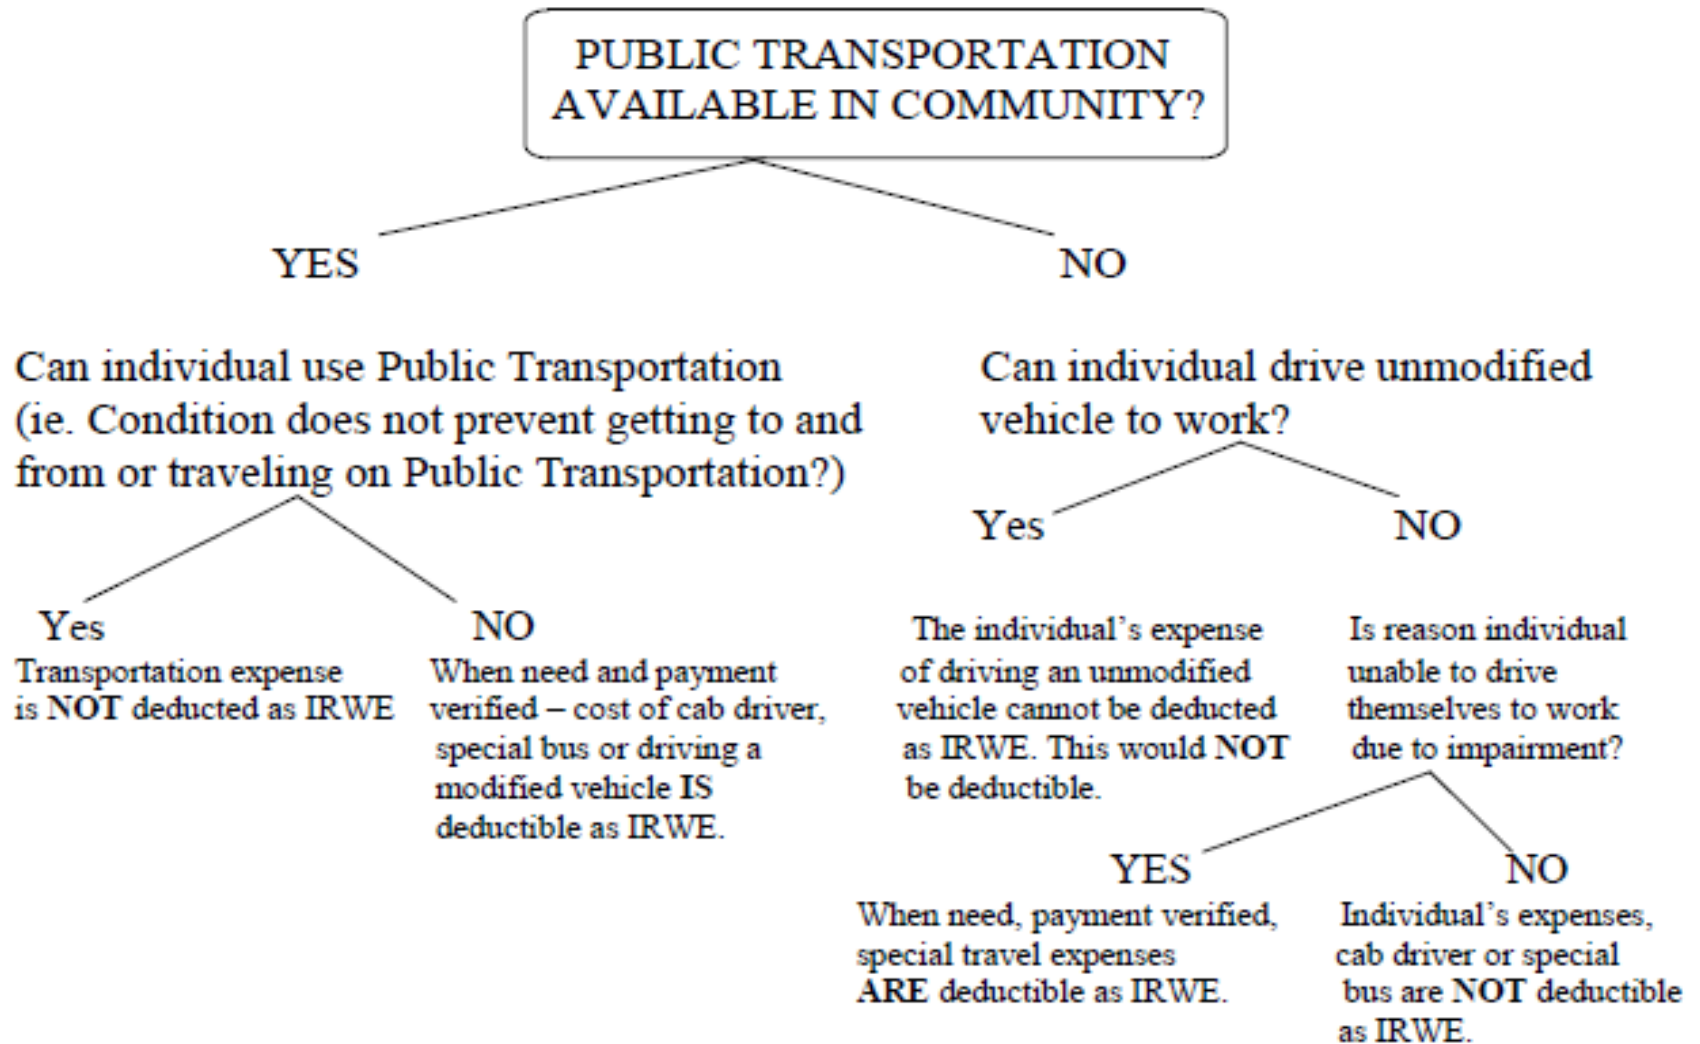 PUBLIC TRANSPORTATION
AVAILABLE IN COMMUNITY?
YES
NO
Can individual use Public Transportation
(ie. Condition does not prevent getting to and
from or traveling on Public Transportation?)
Can individual drive unmodified
vehicle to work?
Yes
NO
Yes
Transportation expense
is NOT deducted as IRWE
NO
When need and payment
verified – cost of cab driver,
special bus or driving a
modified vehicle IS
deductible as IRWE.
The individual’s expense
of driving an unmodified
vehicle cannot be deducted
as IRWE. This would NOT
be deductible.
Is reason individual
unable to drive
themselves to work
due to impairment?
YES
When need, payment verified,
special travel expenses
ARE deductible as IRWE.
NO
Individual’s expenses,
cab driver or special
bus are NOT deductible
as IRWE.